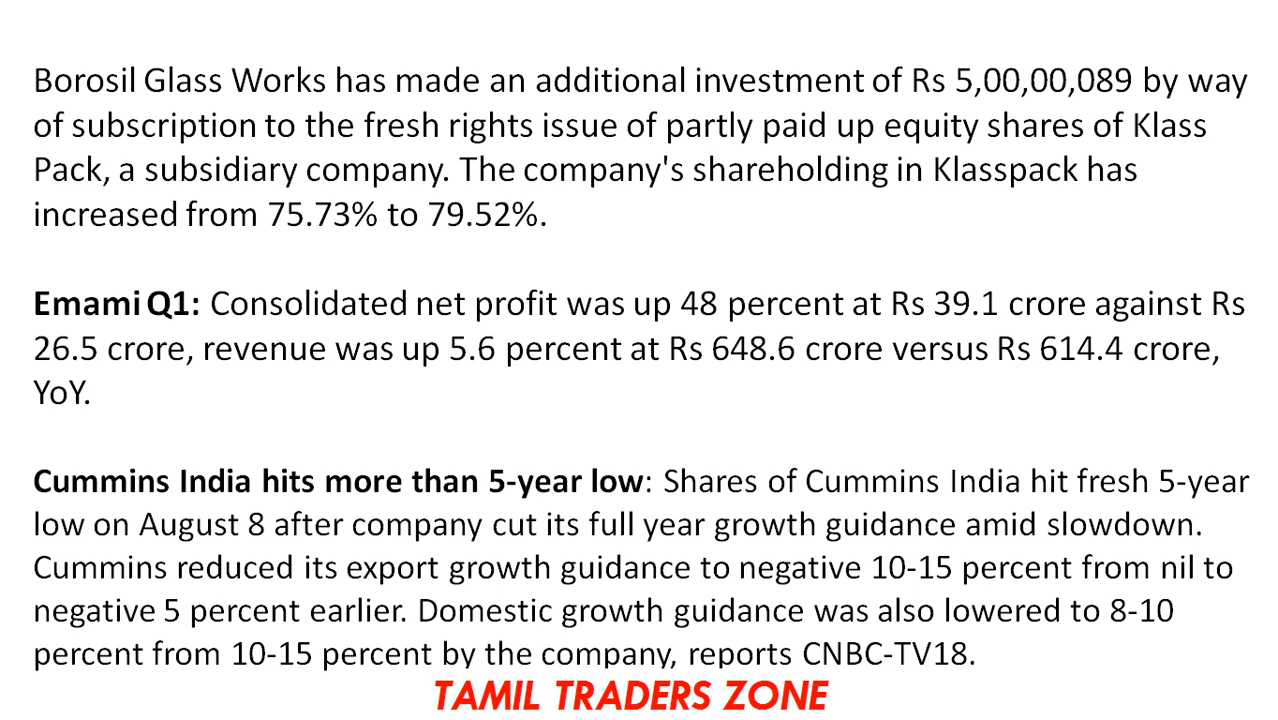 Borosil Glass Works has made an additional investment of Rs 5,00,00,089 by way
of subscription to the fresh rights issue of partly paid up equity shares of Klass
Pack, a subsidiary company. The company's shareholding in Klasspack has
increased from 75.73% to 79.52%.
Emami Q1: Consolidated net profit was up 48 percent at Rs 39.1 crore against Rs
26.5 crore, revenue was up 5.6 percent at Rs 648.6 crore versus Rs 614.4 crore,
YoY.
Cummins India hits more than 5-year low: Shares of Cummins India hit fresh 5-year
low on August 8 after company cut its full year growth guidance amid slowdown.
Cummins reduced its export growth guidance to negative 10-15 percent from nil to
negative 5 percent earlier. Domestic growth guidance was also lowered to 8-10
percent from 10-15 percent by the company, reports CNBC-TV18.
TAMIL TRADERS ZONE